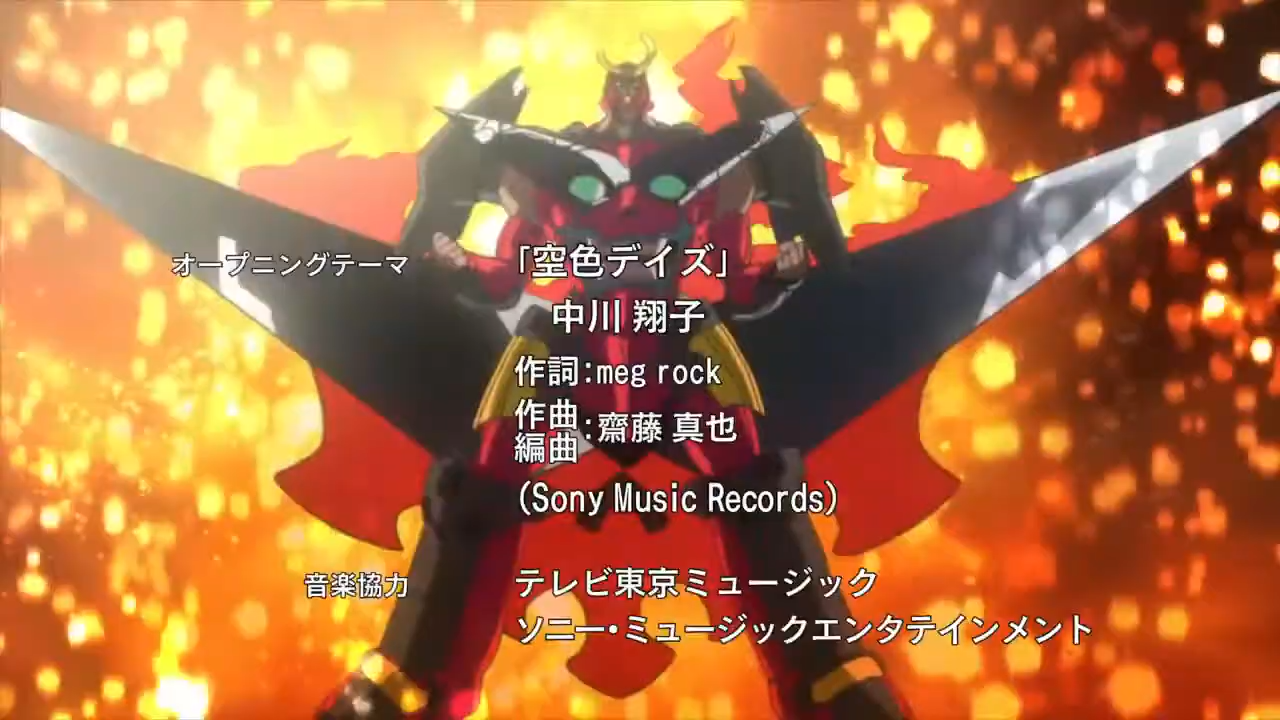 オープニングテーマ 「空色デイズ」
中川 翔子
作詞:meg rock
作曲
編曲:齋藤 真也
(Sony Music Records)
音楽協力 テレビ東京ミュージック
ソニー・ミュージックエンタテインメント